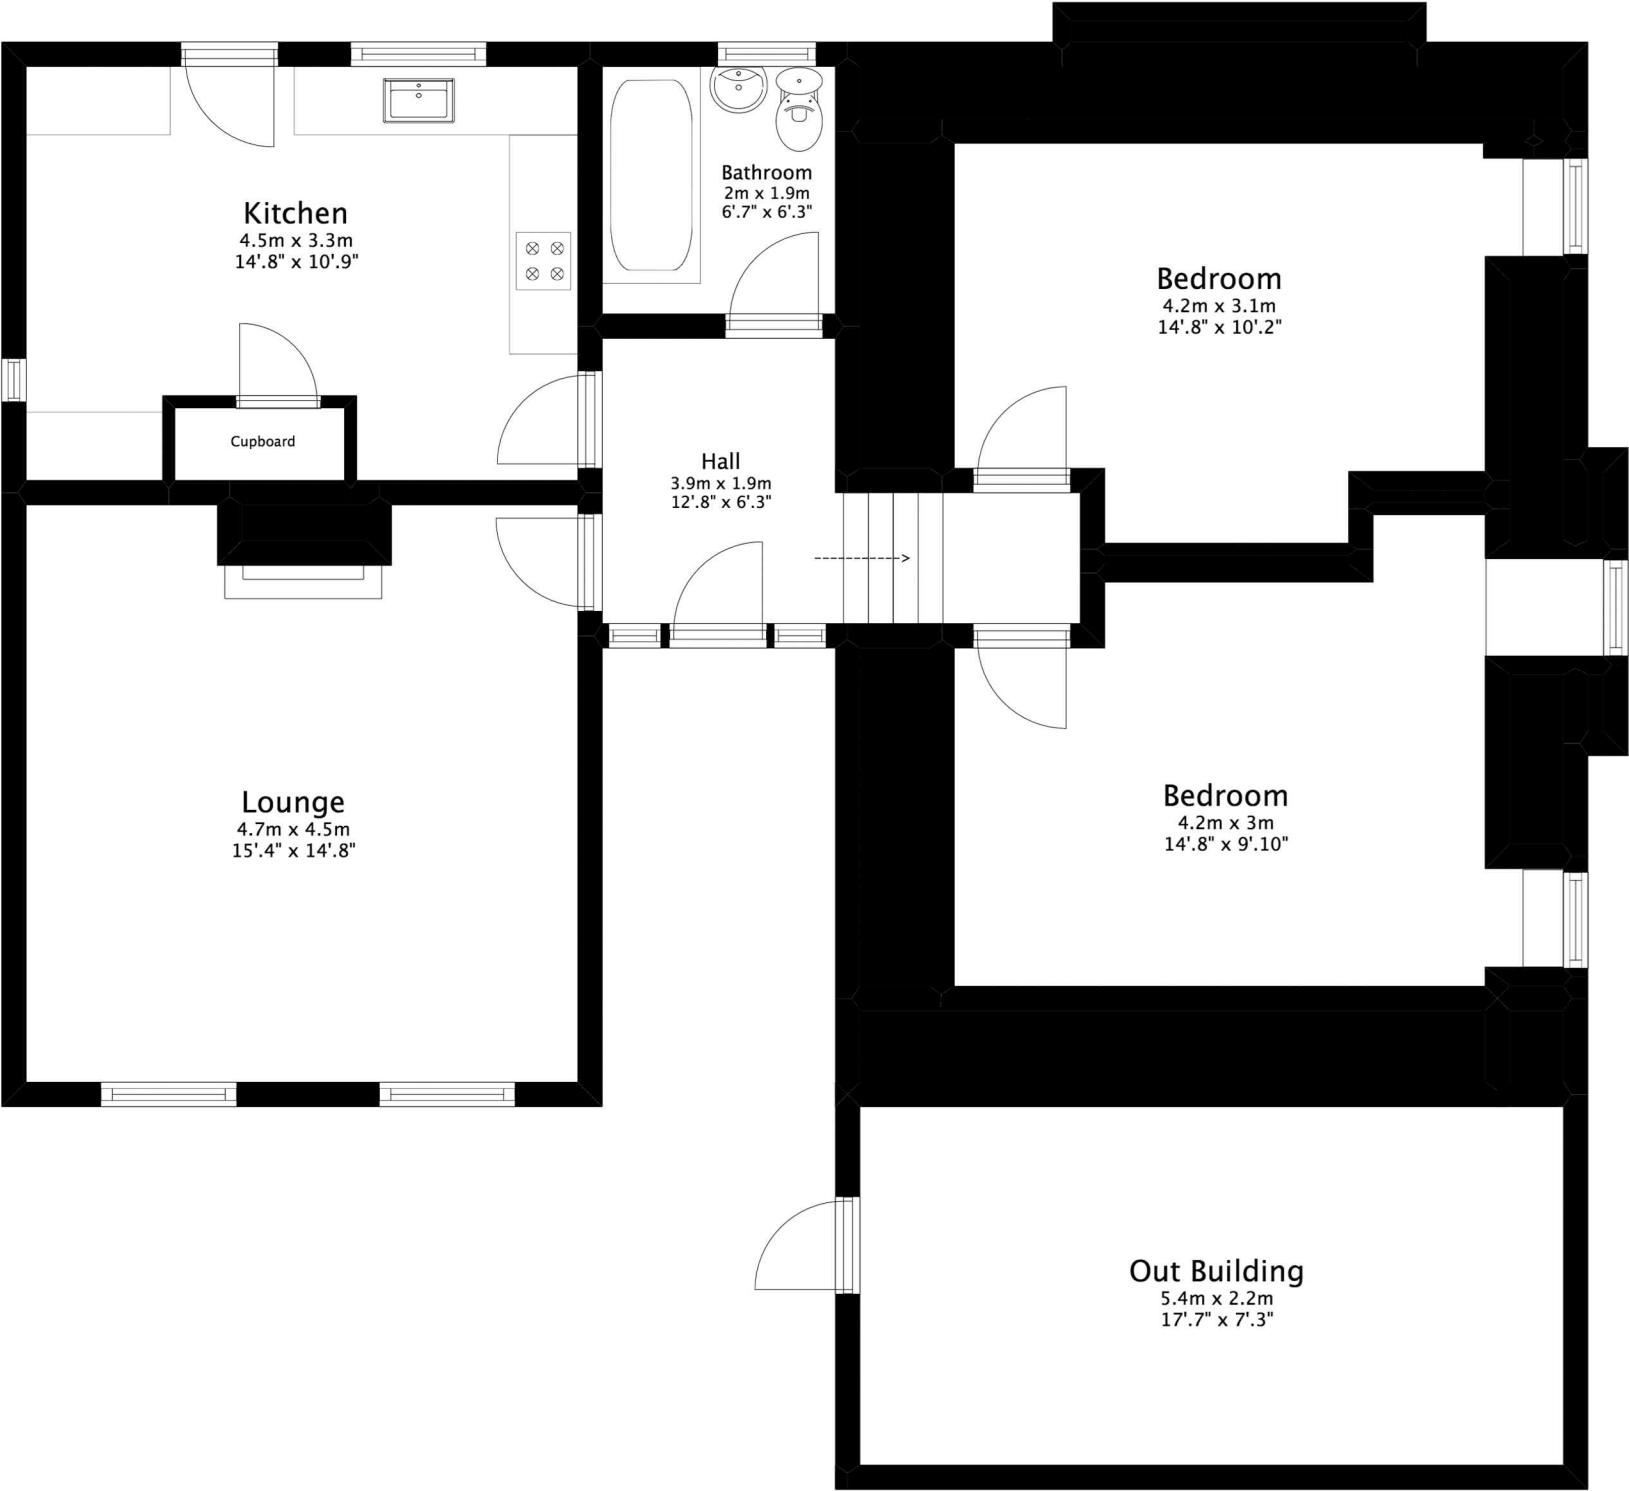 Kitchen
4.5m x 3.3m
14'.8" x 10'.9"
Bathroom
2m x 1.9m
6'.7" x 6'.3"
Bedroom
4.2m x 3.1m
14'.8" x 10'.2"
Cupboard
Hall
3.9m x 1.9m
12'.8" x 6'.3"
Lounge
4.7m x 4.5m
15'.4" x 14'.8"
Bedroom
4.2m x 3m
14'.8" x 9'.10"
Out Building
5.4m x 2.2m
17'.7" x 7'.3"